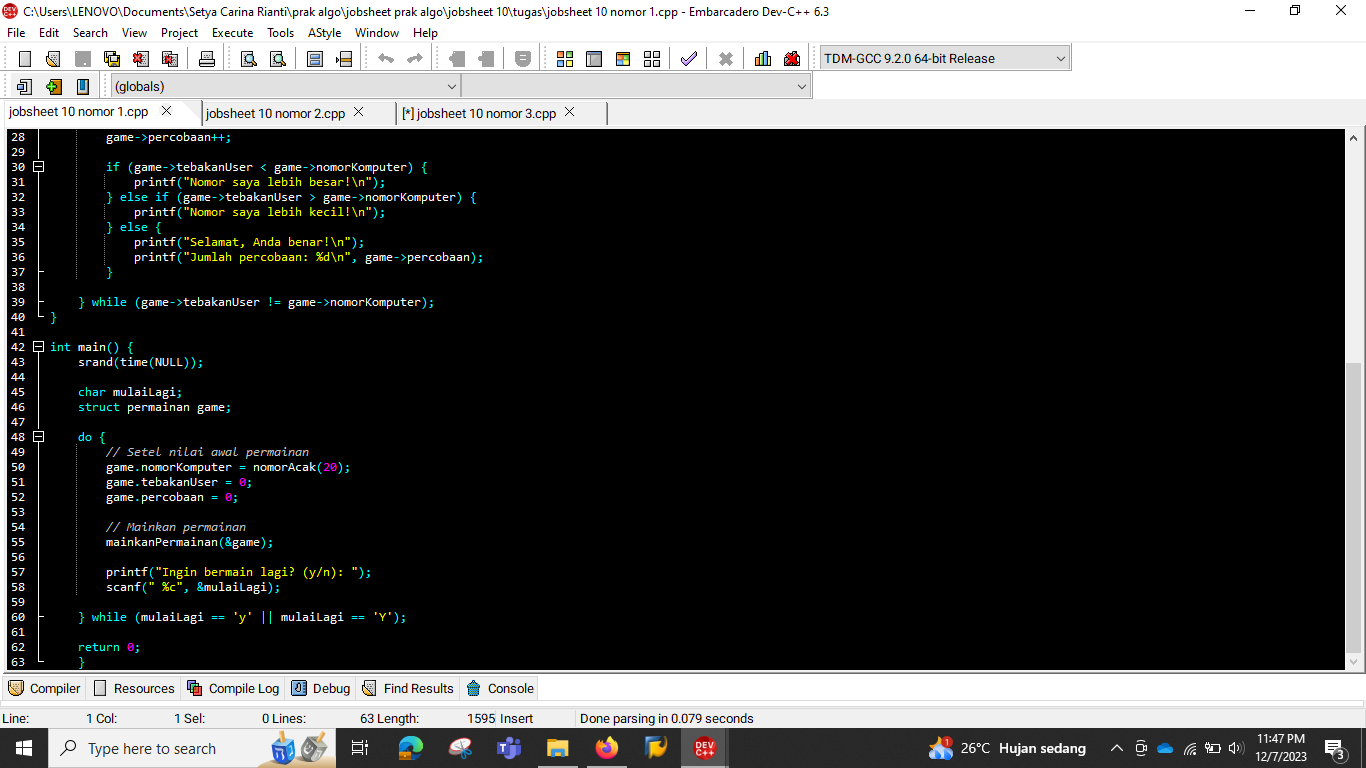 C:\Users\LENOVO\Documents\Setya Carina Rianti\prak algo\jobsheet prak algo\jobsheet 10\tugas\jobsheet 10 nomor 1.cpp - Embarcadero Dev-C++ 6.3
File Edit Search View Project Execute Tools AStyle Window Help
TDM-GCC 9.2.0 64-bit Release
(globals)
jobsheet 10 nomor 1.cpp jobsheet 10 nomor 2.cpp [*] jobsheet 10 nomor 3.cpp
28 game->percobaan++;
29
30 if (game->tebakanUser < game->nomorKomputer) {
31 printf("Nomor saya lebih besar!\n");
32 } else if (game->tebakanUser > game->nomorKomputer) {
33 printf("Nomor saya lebih kecil!\n");
34 } else {
35 printf("Selamat, Anda benar!\n");
36 printf("Jumlah percobaan: %d\n", game->percobaan);
37 }
38
39 } while (game->tebakanUser != game->nomorKomputer);
40 }
41
42 int main() {
43 srand(time(NULL));
44
45 char mulaiLagi;
46 struct permainan game;
47
48 do {
49 // Setel nilai awal permainan
50 game.nomorKomputer = nomorAcak(20);
51 game.tebakanUser = 0;
52 game.percobaan = 0;
53
54 // Mainkan permainan
55 mainkanPermainan(&game);
56
57 printf("Ingin bermain lagi? (y/n): ");
58 scanf(" %c", &mulaiLagi);
59
60 } while (mulaiLagi == 'y' || mulaiLagi == 'Y');
61
62 return 0;
63 }
Compiler Resources Compile Log Debug Find Results Console
Line: 1 Col: 1 Sel: 0 Lines: 63 Length: 1595 Insert Done parsing in 0.079 seconds
Type here to search
DEV C++
1
26°C Hujan sedang
11:47 PM
12/7/2023
3